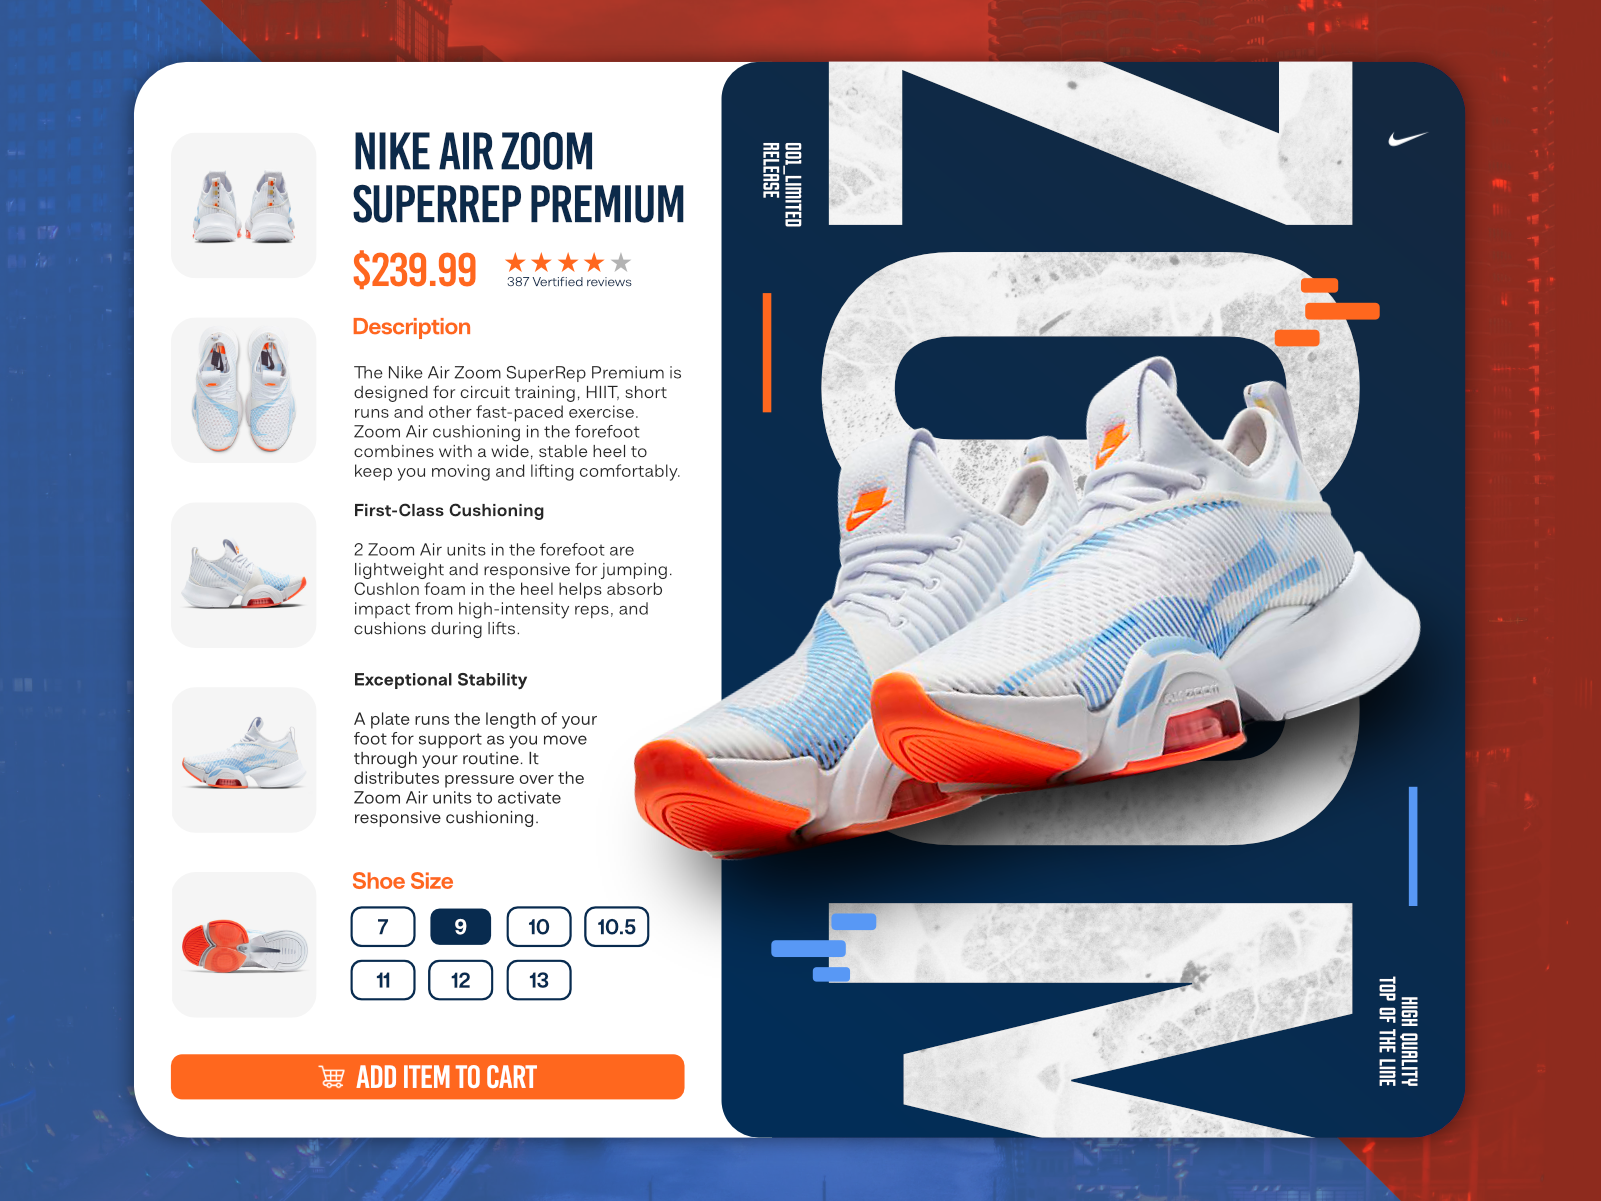 NIKE AIR ZOOM
SUPERREP PREMIUM
$239.99
387 Vertified reviews
Description
The Nike Air Zoom SuperRep Premium is
designed for circuit training, HIIT, short
runs and other fast-paced exercise.
Zoom Air cushioning in the forefoot
combines with a wide, stable heel to
keep you moving and lifting comfortably.
First-Class Cushioning
2 Zoom Air units in the forefoot are
lightweight and responsive for jumping.
Cushlon foam in the heel helps absorb
impact from high-intensity reps, and
cushions during lifts.
Exceptional Stability
A plate runs the length of your
foot for support as you move
through your routine. It
distributes pressure over the
Zoom Air units to activate
responsive cushioning.
Shoe Size
7
9
10
10.5
11
12
13
ADD ITEM TO CART
001_LIMITED
RELEASE
ZOOM
HIGH QUALITY
TOP OF THE LINE